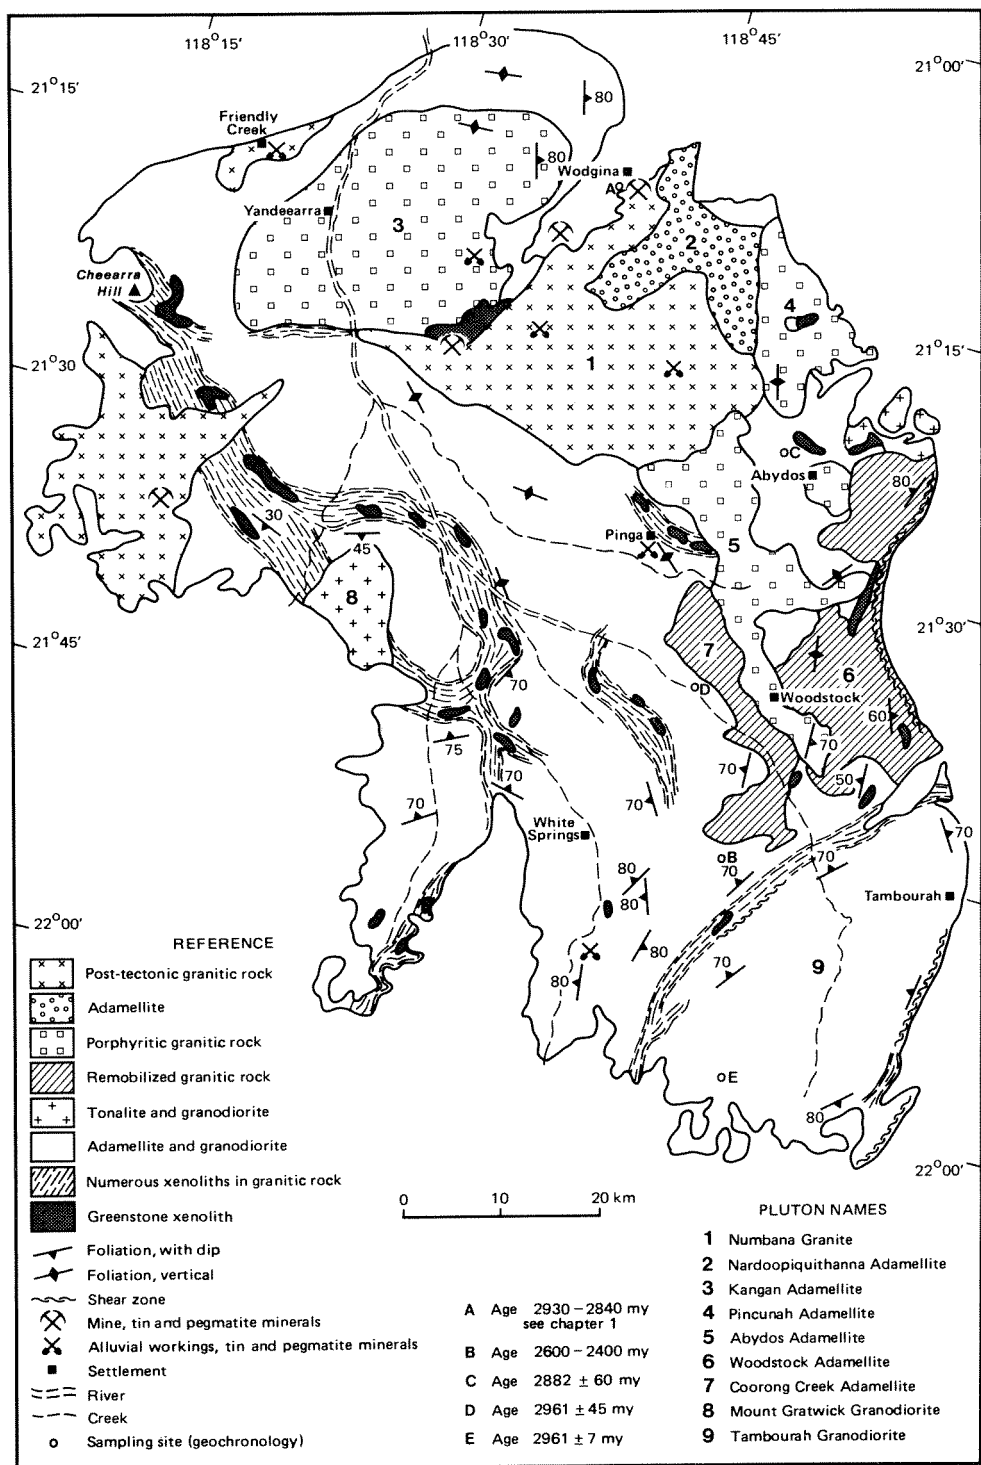 118°15'
118°30'
118°45'
21°00'
21°15'
Friendly
Creek
80
80
Wodgina
A
Yandeearra
3
2
Cheearra
Hill
4
21°30'
1
21°15'
C
Abydos
80
30
45
Pinga
5
8
21°45'
7
21°30'
6
D
Woodstock
70
60
75
70
70
70
50
70
70
White
Springs
B
70
70
70
80
80
Tambourah
22°00'
80
70
80
9
E
80
22°00'
REFERENCE
Post-tectonic granitic rock
Adamellite
Porphyritic granitic rock
Remobilized granitic rock
Tonalite and granodiorite
Adamellite and granodiorite
Numerous xenoliths in granitic rock
Greenstone xenolith
Foliation, with dip
Foliation, vertical
Shear zone
Mine, tin and pegmatite minerals
Alluvial workings, tin and pegmatite minerals
Settlement
River
Creek
Sampling site (geochronology)
0 10 20 km
A Age 2930-2840 my
see chapter 1
B Age 2600-2400 my
C Age 2882 ± 60 my
D Age 2961 ± 45 my
E Age 2961 ± 7 my
PLUTON NAMES
1 Numbana Granite
2 Nardoopiquithanna Adamellite
3 Kangan Adamellite
4 Pincunah Adamellite
5 Abydos Adamellite
6 Woodstock Adamellite
7 Coorong Creek Adamellite
8 Mount Gratwick Granodiorite
9 Tambourah Granodiorite